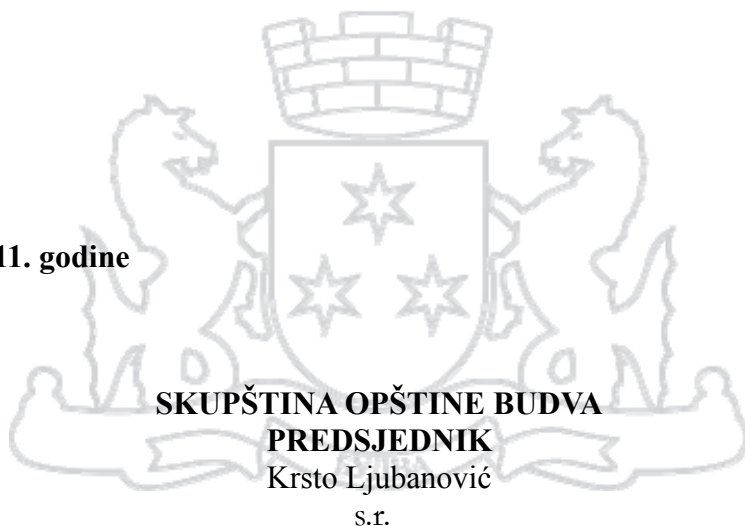 11. godine
SKUPŠTINA OPŠTINE BUDVA
PREDSJEDNIK
Krsto Ljubanović
s.r.